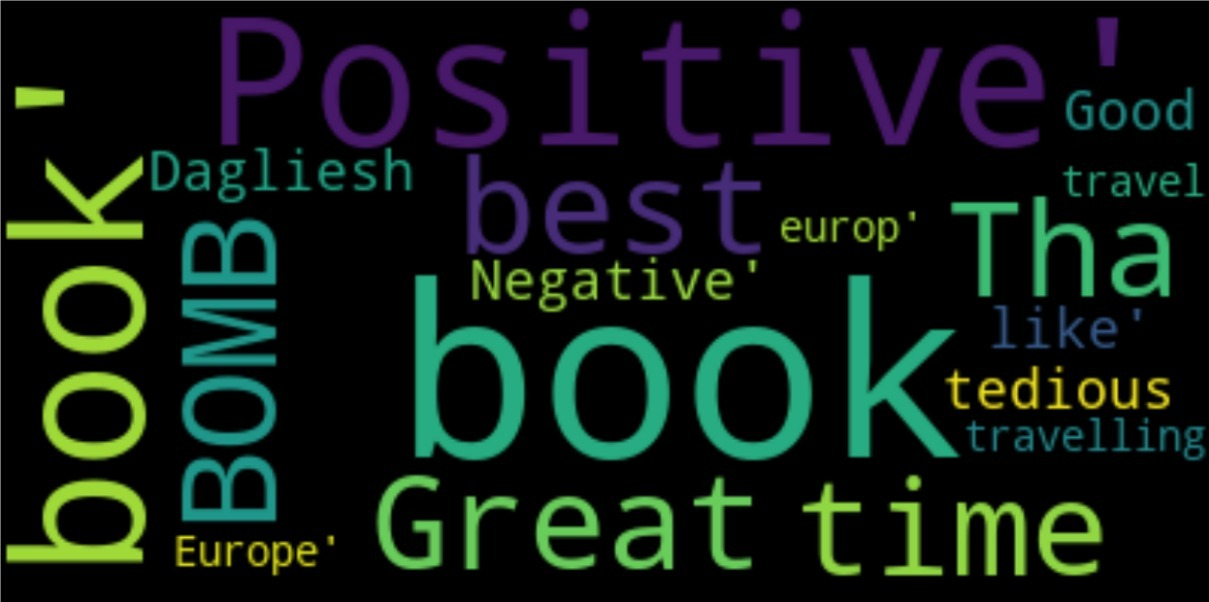 Positive'
Good
book'
Dagliesh
best
travel
BOMB
europ'
Tha
Negative'
book
like'
tedious
travelling
Great
time
Europe'